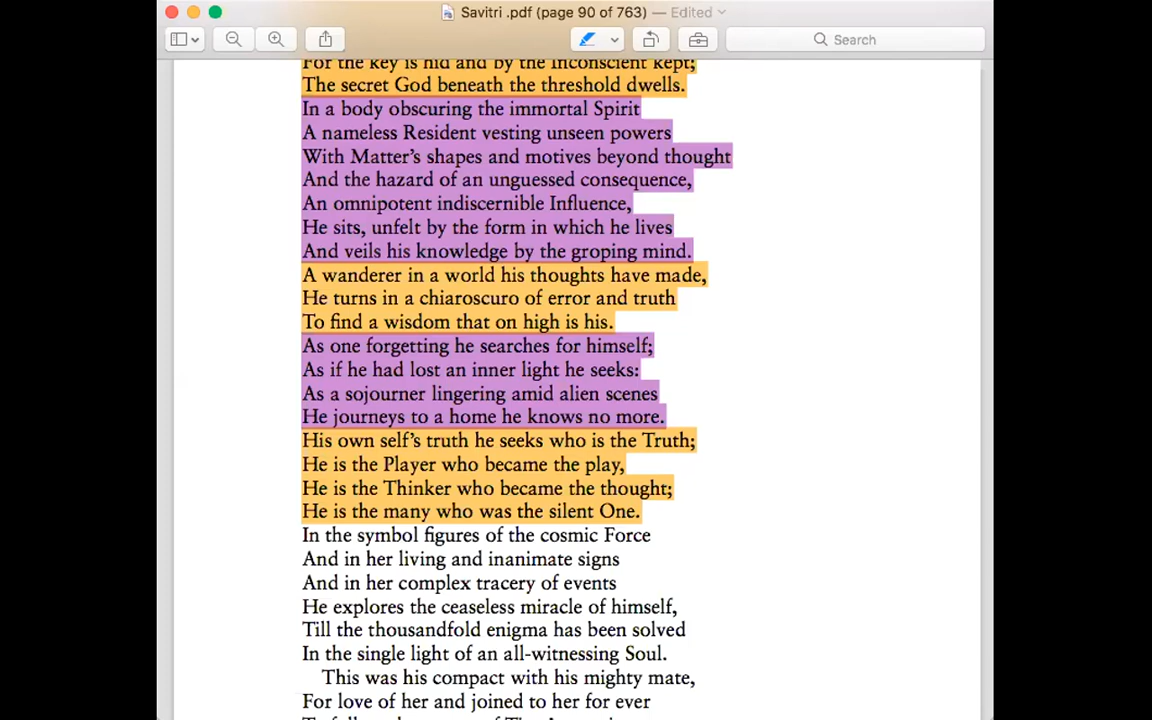 Savitri .pdf (page 90 of 763) — Edited
Search
For the key is hid and by the Inconscient kept;
The secret God beneath the threshold dwells.
In a body obscuring the immortal Spirit
A nameless Resident vesting unseen powers
With Matter's shapes and motives beyond thought
And the hazard of an unguessed consequence,
An omnipotent indiscernible Influence,
He sits, unfelt by the form in which he lives
And veils his knowledge by the groping mind.
A wanderer in a world his thoughts have made,
He turns in a chiaroscuro of error and truth
To find a wisdom that on high is his.
As one forgetting he searches for himself;
As if he had lost an inner light he seeks:
As a sojourner lingering amid alien scenes
He journeys to a home he knows no more.
His own self's truth he seeks who is the Truth;
He is the Player who became the play,
He is the Thinker who became the thought;
He is the many who was the silent One.
In the symbol figures of the cosmic Force
And in her living and inanimate signs
And in her complex tracery of events
He explores the ceaseless miracle of himself,
Till the thousandfold enigma has been solved
In the single light of an all-witnessing Soul.
This was his compact with his mighty mate,
For love of her and joined to her for ever